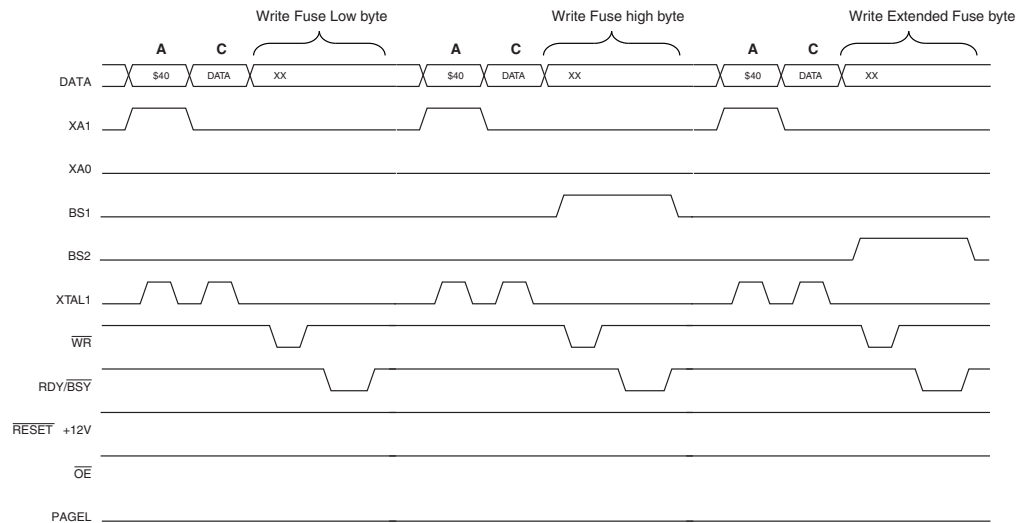 Write Fuse Low byte Write Fuse high byte Write Extended Fuse byte
A C A C A C
DATA $40 DATA XX $40 DATA XX $40 DATA XX
XA1
XA0
BS1
BS2
XTAL1
WR
RDY/BSY
RESET +12V
OE
PAGEL